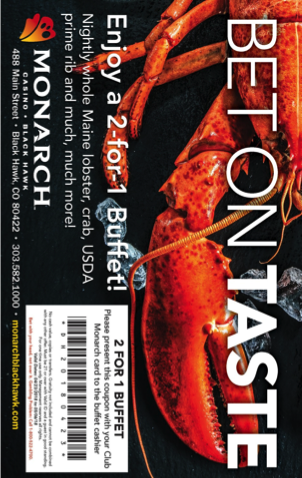 BET ON TASTE
Enjoy a 2-for-1 Buffet!
Nightly whole Maine lobster, crab, USDA
prime rib and much, much more!
MONARCH
CASINO • BLACK HAWK
488 Main Street • Black Hawk, CO 80422 • 303.582.1000 • monarchblackhawk.com
2 FOR 1 BUFFET
Please present this coupon with your Club
Monarch card to the buffet cashier